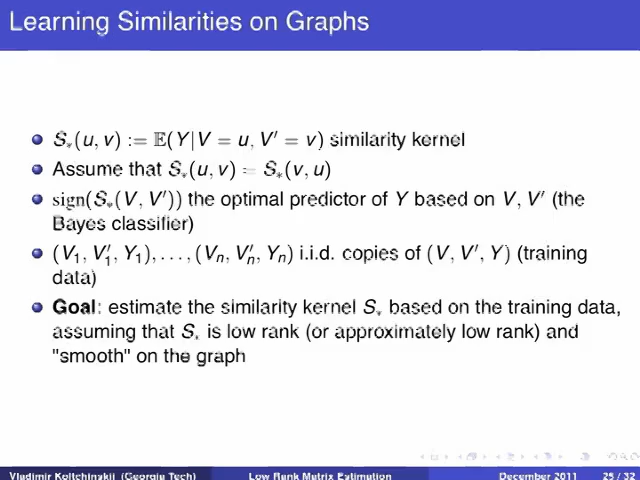 Learning Similarities on Graphs
S∗(u, v) := 𝔼(Y|V = u, V′ = v) similarity kernel
Assume that S∗(u, v) = S∗(v, u)
sign(S∗(V, V′)) the optimal predictor of Y based on V, V′ (the
Bayes classifier)
(V₁, V′₁, Y₁), . . . , (Vₙ, V′ₙ, Yₙ) i.i.d. copies of (V, V′, Y) (training
data)
Goal: estimate the similarity kernel S∗ based on the training data,
assuming that S∗ is low rank (or approximately low rank) and
"smooth" on the graph
Vladimir Koltchinskii (Georgia Tech) Low Rank Matrix Estimation December 2011 / 32